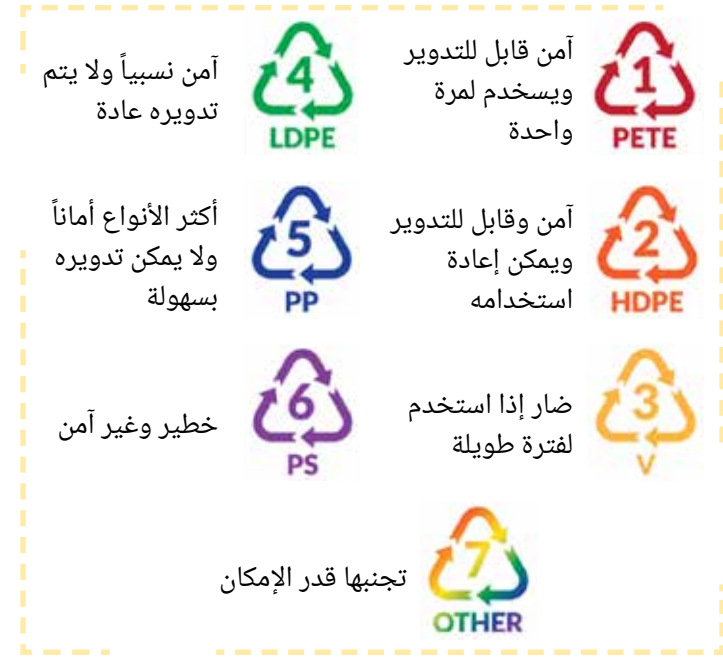 1
PETE
آمن قابل للتدوير
ويسخدم لمرة
واحدة
4
LDPE
آمن نسبياً ولا يتم
تدويره عادة
2
HDPE
آمن وقابل للتدوير
ويمكن إعادة
استخدامه
5
PP
أكثر الأنواع أماناً
ولا يمكن تدويره
بسهولة
3
V
ضار إذا استخدم
لفترة طويلة
6
PS
خطير وغير آمن
7
OTHER
تجنبها قدر الإمكان